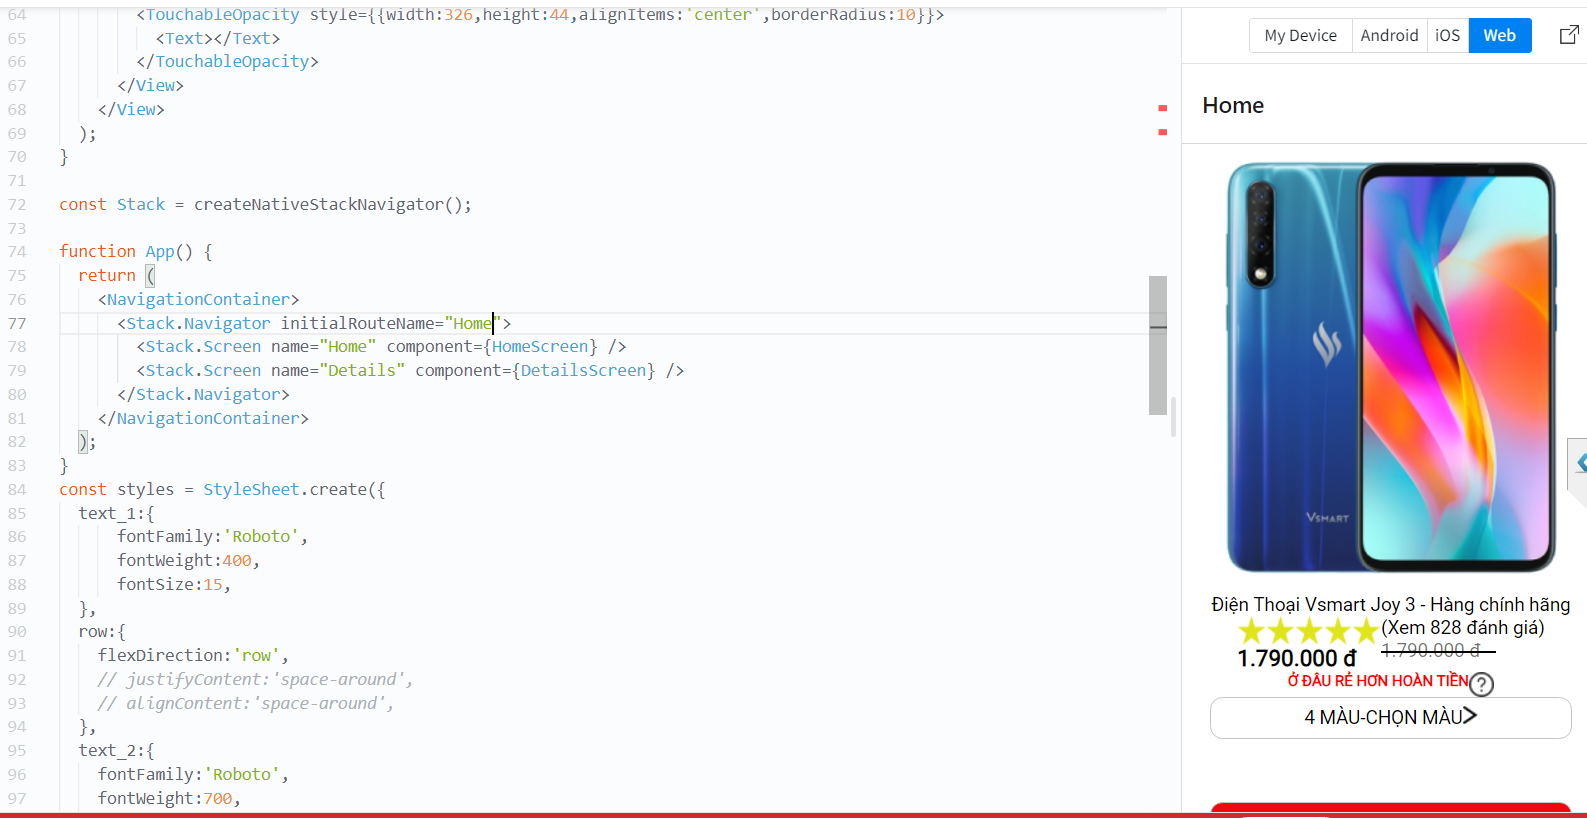 64 <TouchableOpacity style={{width:326,height:44,alignItems:'center',borderRadius:10}}>
65 <Text></Text>
66 </TouchableOpacity>
67 </View>
68 </View>
69 );
70 }
71
72 const Stack = createNativeStackNavigator();
73
74 function App() {
75 return (
76 <NavigationContainer>
77 <Stack.Navigator initialRouteName="Home">
78 <Stack.Screen name="Home" component={HomeScreen} />
79 <Stack.Screen name="Details" component={DetailsScreen} />
80 </Stack.Navigator>
81 </NavigationContainer>
82 );
83 }
84 const styles = StyleSheet.create({
85 text_1:{
86 fontFamily:'Roboto',
87 fontWeight:400,
88 fontSize:15,
89 },
90 row:{
91 flexDirection:'row',
92 // justifyContent:'space-around',
93 // alignContent:'space-around',
94 },
95 text_2:{
96 fontFamily:'Roboto',
97 fontWeight:700,
My Device Android iOS Web
Home
VSMART
Điện Thoại Vsmart Joy 3 - Hàng chính hãng
(Xem 828 đánh giá)
1.790.000 đ 1.790.000 đ
Ở ĐÂU RẺ HƠN HOÀN TIỀN ?
4 MÀU-CHỌN MÀU